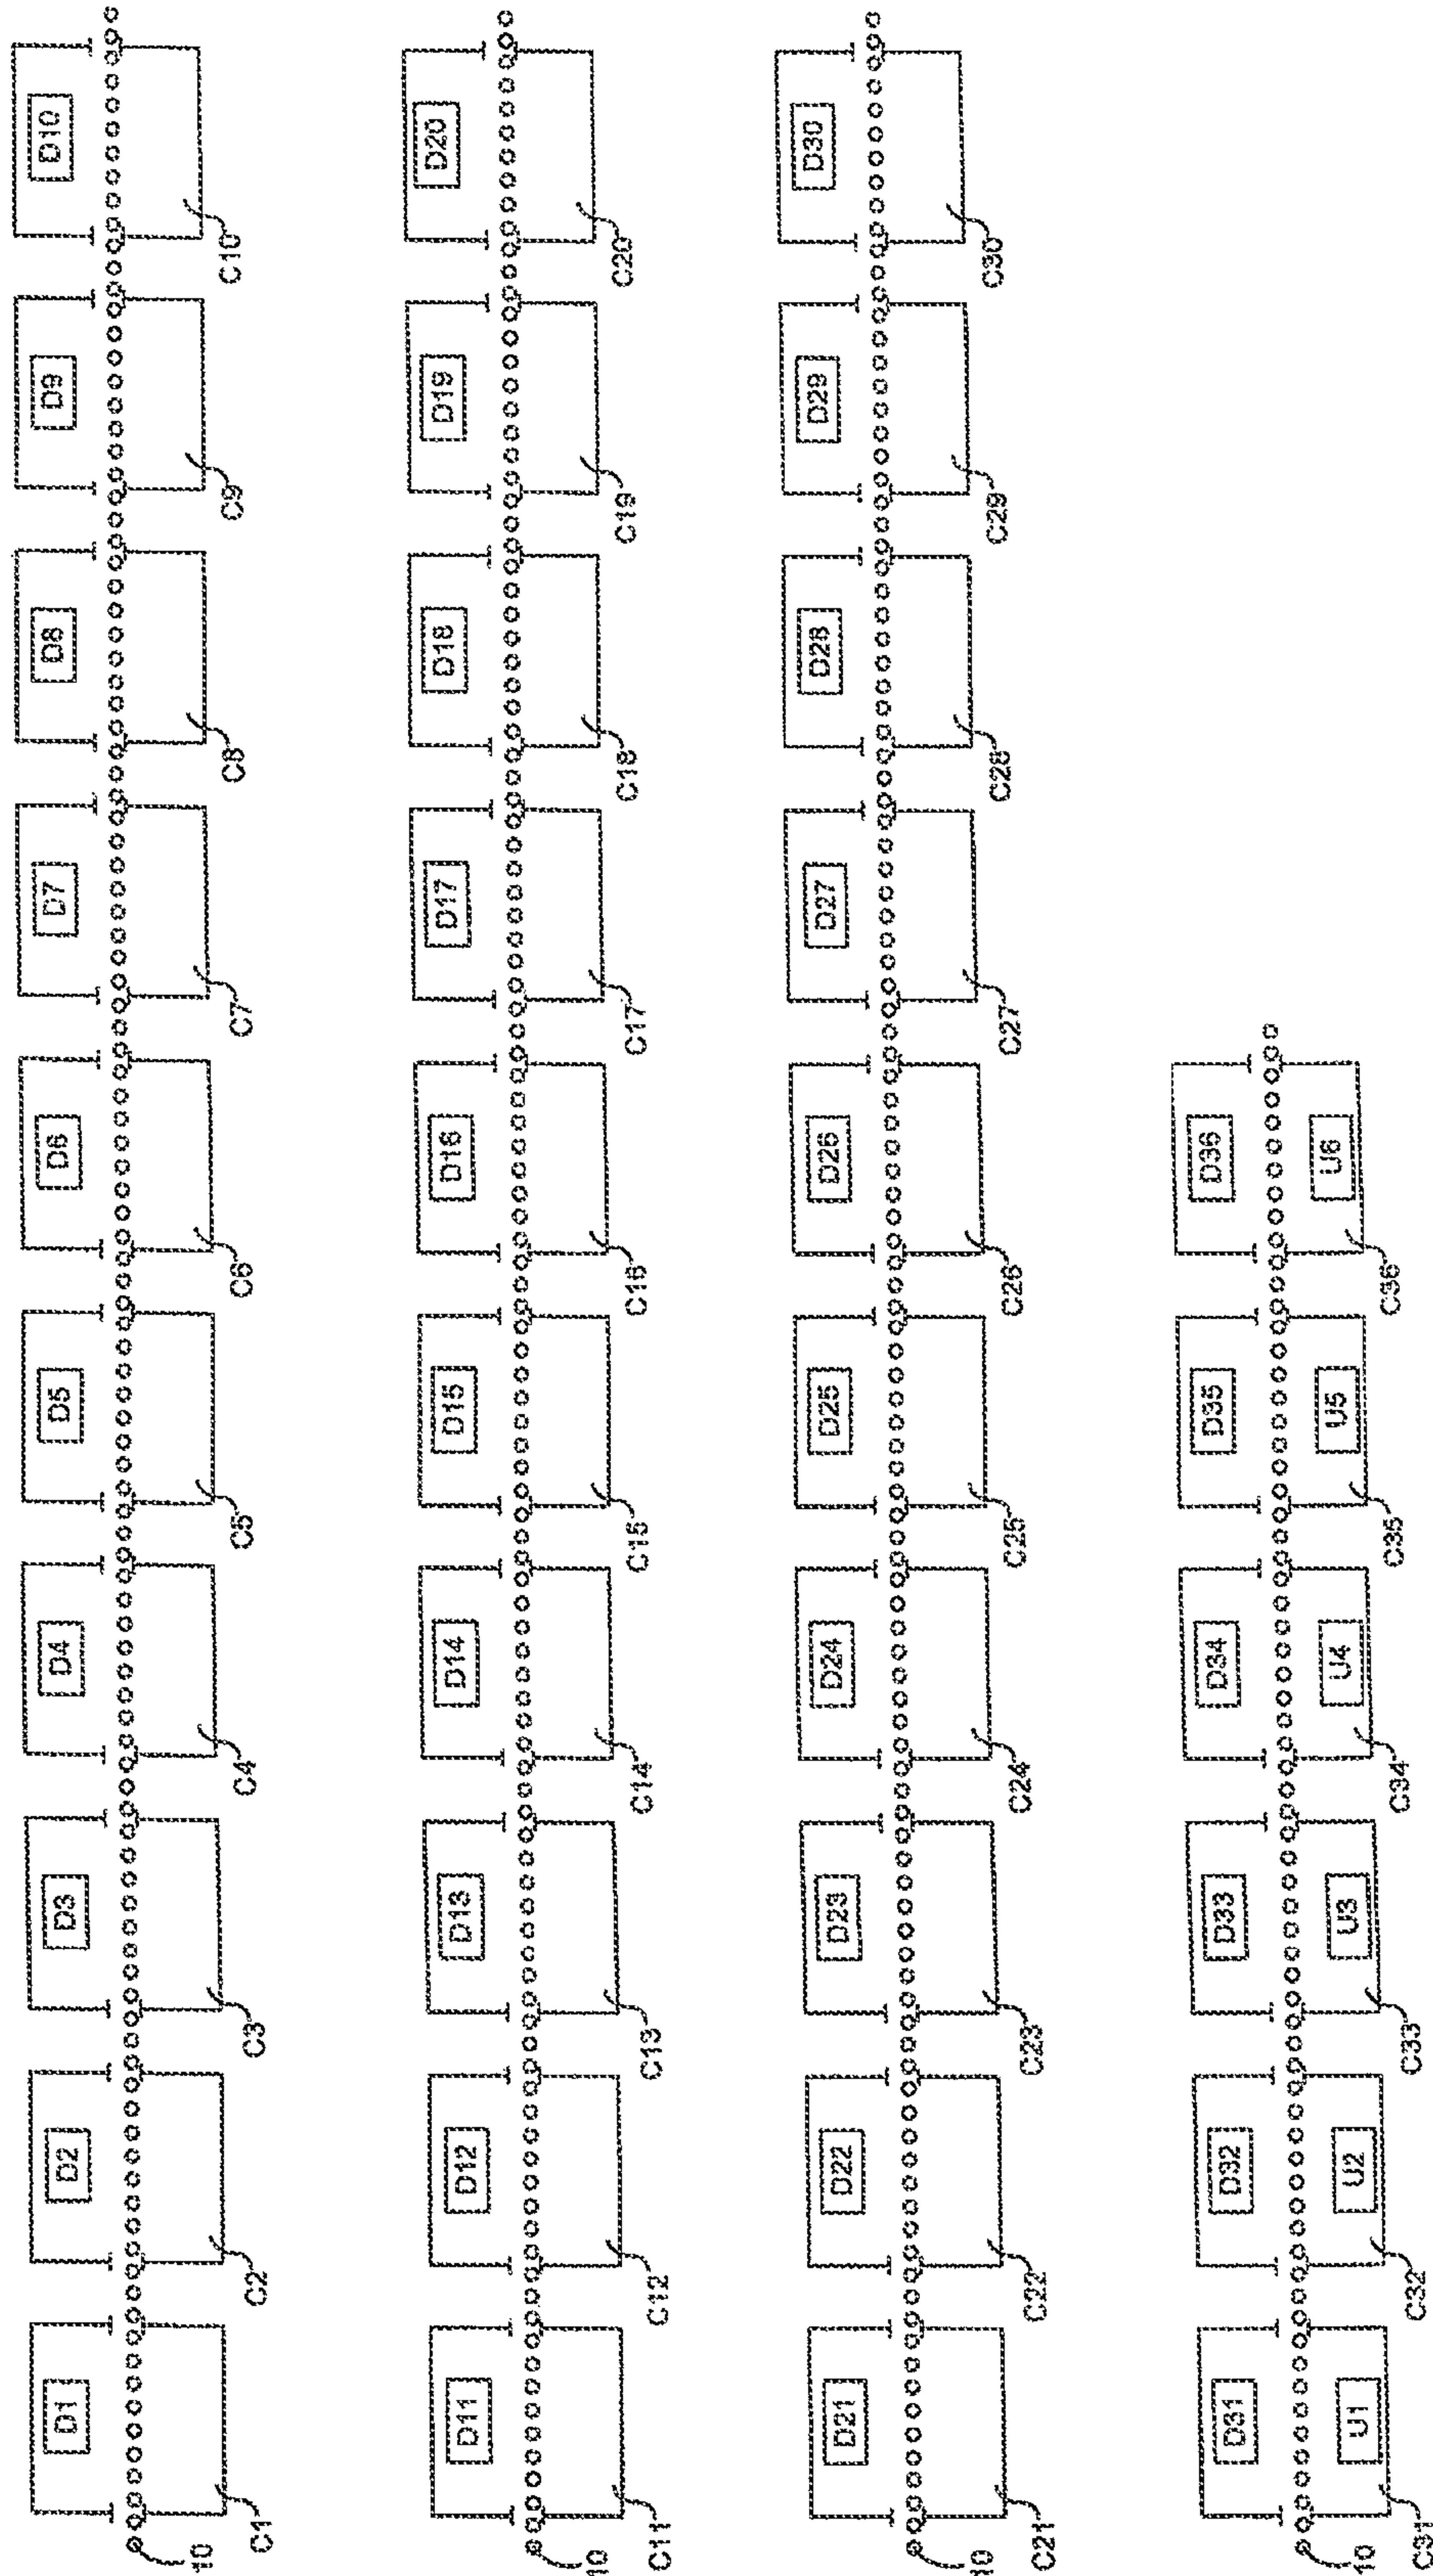 D1 D2 D3 D4 D5 D6 D7 D8 D9 D10
10 C1 C2 C3 C4 C5 C6 C7 C8 C9 C10
D11 D12 D13 D14 D15 D16 D17 D18 D19 D20
10 C11 C12 C13 C14 C15 C16 C17 C18 C19 C20
D21 D22 D23 D24 D25 D26 D27 D28 D29 D30
C21 C22 C23 C24 C25 C26 C27 C28 C29 C30
10
D31 D32 D33 D34 D35 D36
U1 U2 U3 U4 U5 U6
10 C31 C32 C33 C34 C35 C36